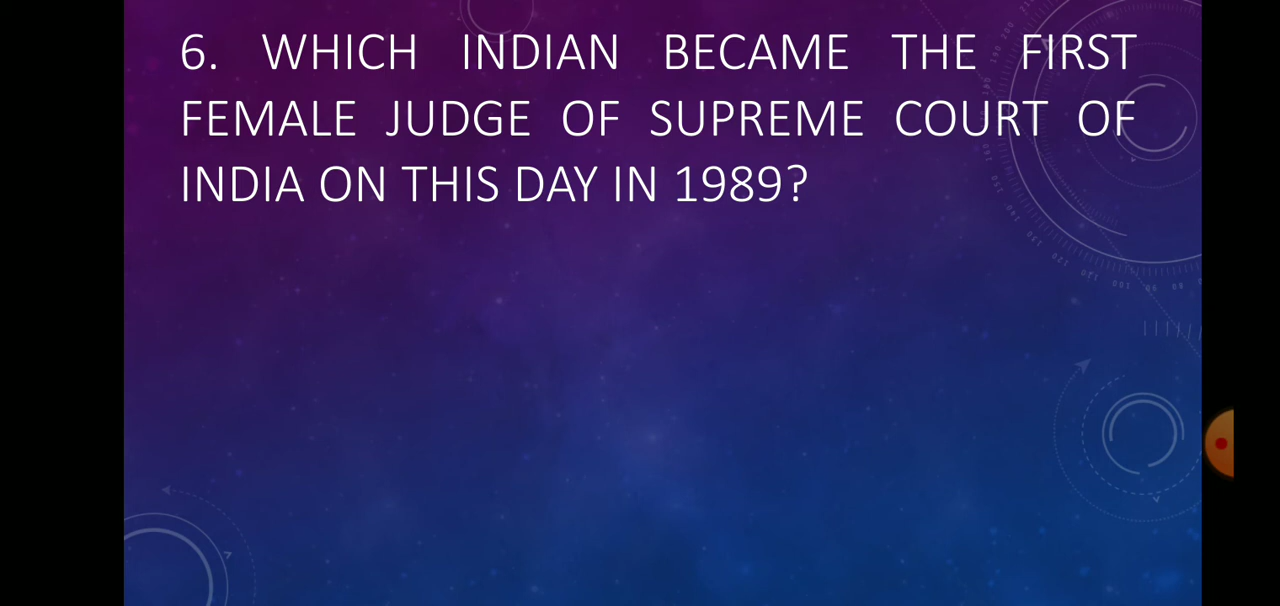 6. WHICH INDIAN BECAME THE FIRST
FEMALE JUDGE OF SUPREME COURT OF
INDIA ON THIS DAY IN 1989?